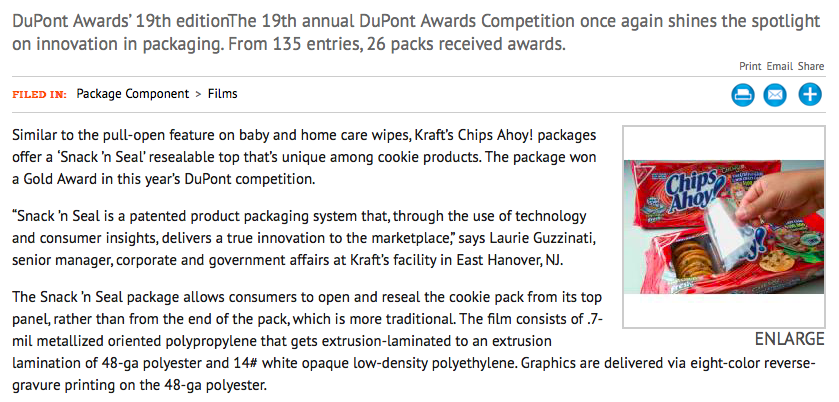 DuPont Awards’ 19th editionThe 19th annual DuPont Awards Competition once again shines the spotlight
on innovation in packaging. From 135 entries, 26 packs received awards.
Print Email Share
FILED IN: Package Component > Films
Similar to the pull-open feature on baby and home care wipes, Kraft’s Chips Ahoy! packages
offer a ‘Snack ’n Seal’ resealable top that’s unique among cookie products. The package won
a Gold Award in this year’s DuPont competition.
Chips
Ahoy!
“Snack ’n Seal is a patented product packaging system that, through the use of technology
and consumer insights, delivers a true innovation to the marketplace,” says Laurie Guzzinati,
senior manager, corporate and government affairs at Kraft’s facility in East Hanover, NJ.
The Snack ’n Seal package allows consumers to open and reseal the cookie pack from its top
panel, rather than from the end of the pack, which is more traditional. The film consists of .7-
mil metallized oriented polypropylene that gets extrusion-laminated to an extrusion
ENLARGE
lamination of 48-ga polyester and 14# white opaque low-density polyethylene. Graphics are delivered via eight-color reverse-
gravure printing on the 48-ga polyester.